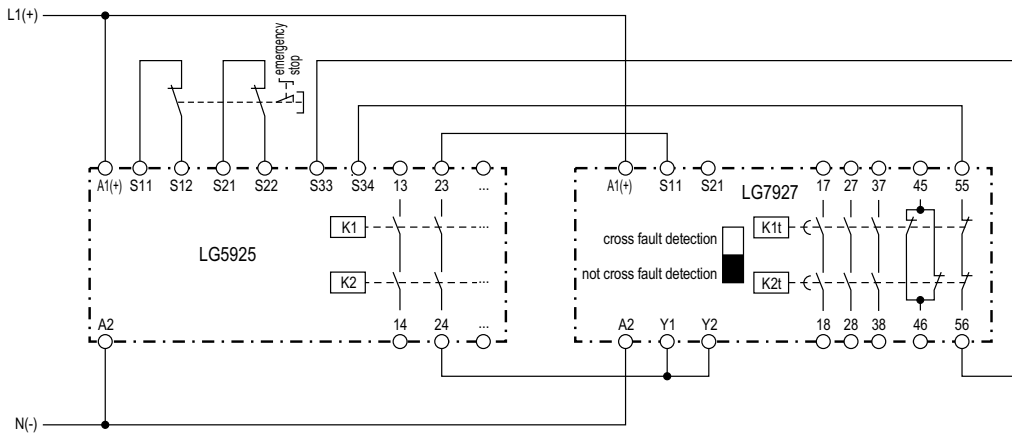 L1(+)
emergency
stop
A1(+) S11 S12 S21 S22 S33 S34 13 23 ...
A1(+) S11 S21 17 27 37 45 55
LG7927
LG5925
K1 ...
K1t
cross fault detection
not cross fault detection
K2 ...
K2t
A2 14 24 ...
A2 Y1 Y2 18 28 38 46 56
N(-)